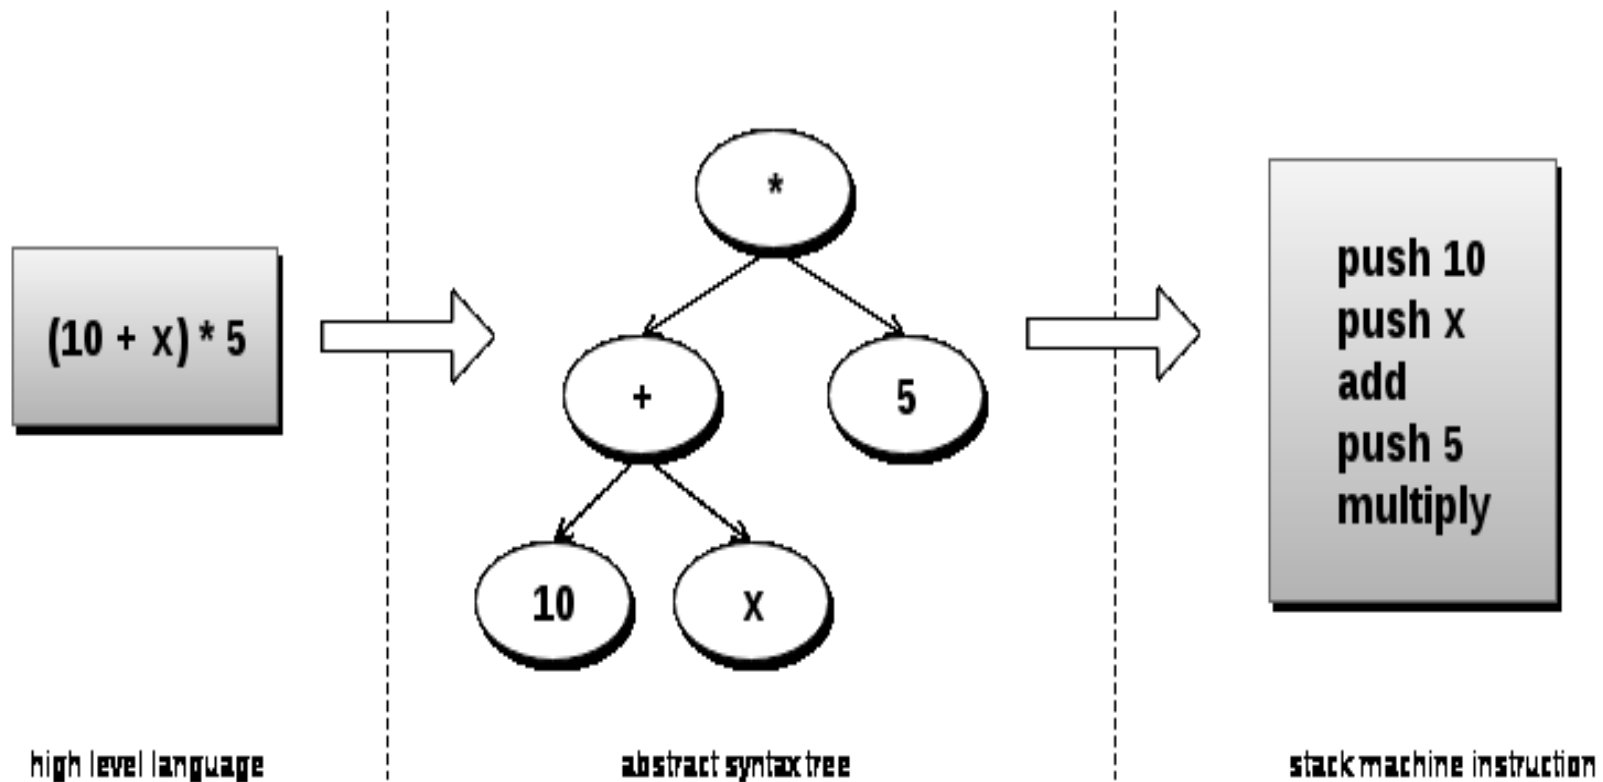 (10 + x) * 5
*
+
5
10
x
push 10
push x
add
push 5
multiply
high level language
abstract syntax tree
stack machine instruction